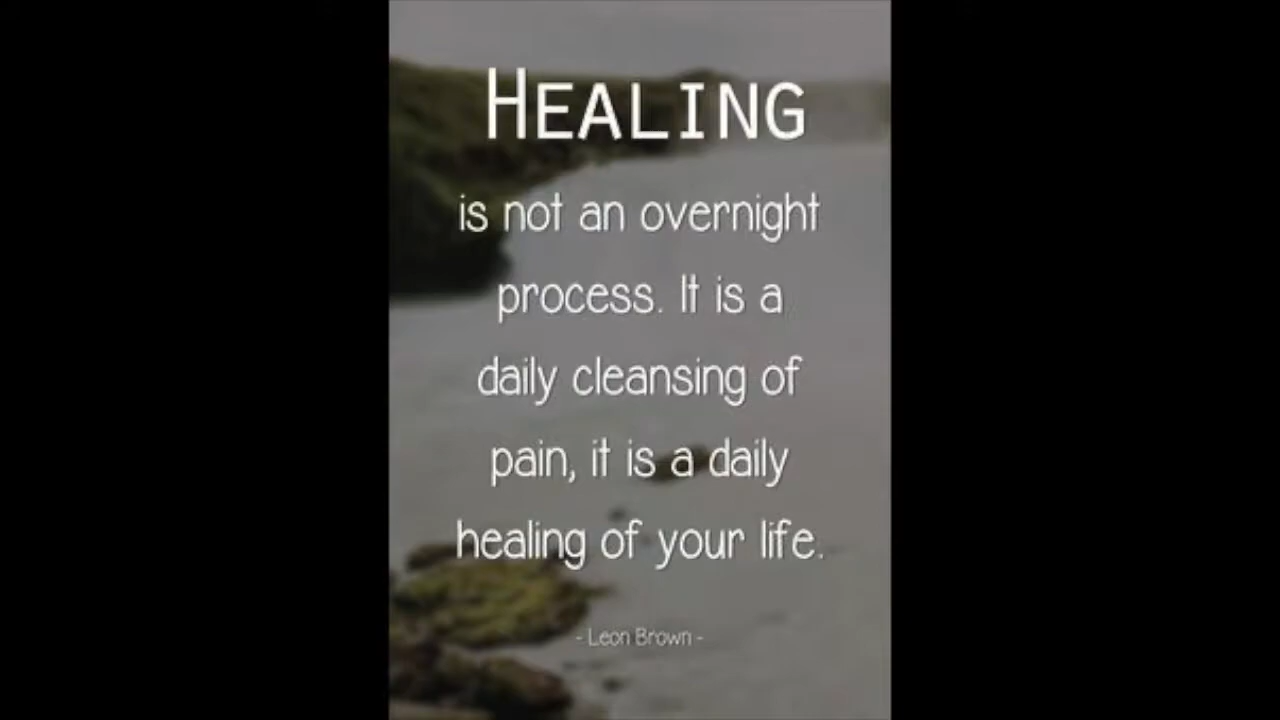 HEALING
is not an overnight
process. It is a
daily cleansing of
pain, it is a daily
healing of your life.
- Leon Brown -